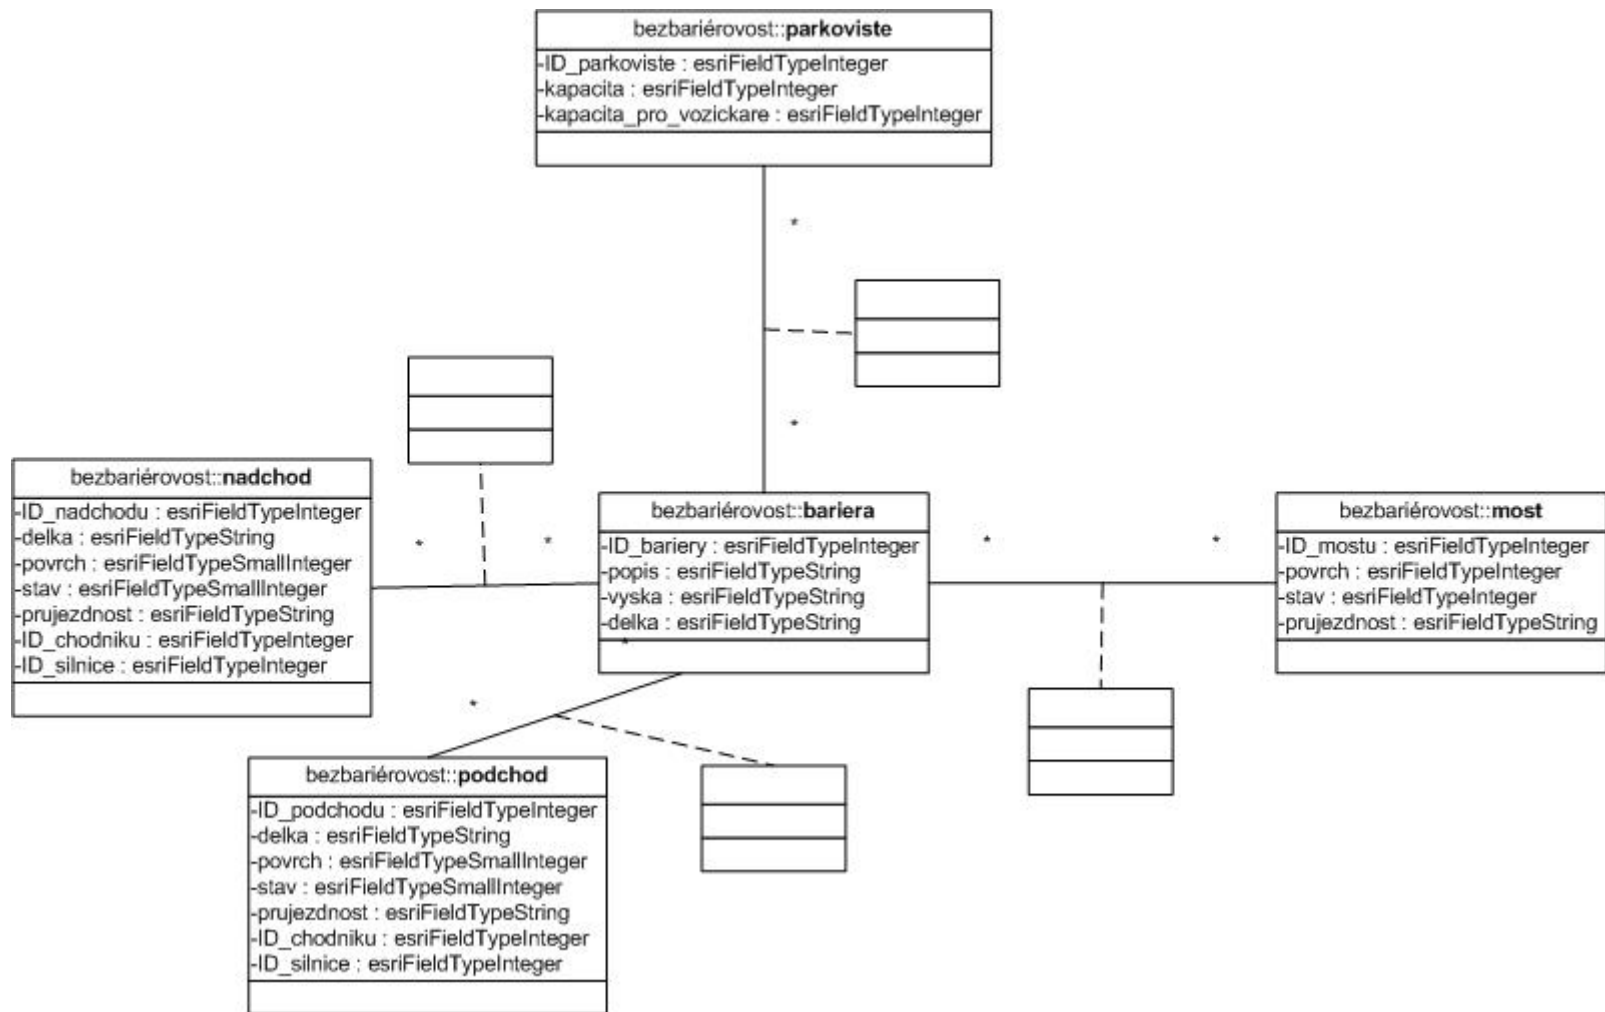 bezbariérovost::parkoviste
-ID_parkoviste : esriFieldTypeInteger
-kapacita : esriFieldTypeInteger
-kapacita_pro_vozickare : esriFieldTypeInteger
*
*
bezbariérovost::nadchod
-ID_nadchodu : esriFieldTypeInteger
-delka : esriFieldTypeString
-povrch : esriFieldTypeSmallInteger
-stav : esriFieldTypeSmallInteger
-prujezdnost : esriFieldTypeString
-ID_chodniku : esriFieldTypeInteger
-ID_silnice : esriFieldTypeInteger
*
*
bezbariérovost::bariera
-ID_bariery : esriFieldTypeInteger
-popis : esriFieldTypeString
-vyska : esriFieldTypeString
-delka : esriFieldTypeString
*
*
*
bezbariérovost::most
-ID_mostu : esriFieldTypeInteger
-povrch : esriFieldTypeInteger
-stav : esriFieldTypeInteger
-prujezdnost : esriFieldTypeString
*
bezbariérovost::podchod
-ID_podchodu : esriFieldTypeInteger
-delka : esriFieldTypeString
-povrch : esriFieldTypeSmallInteger
-stav : esriFieldTypeSmallInteger
-prujezdnost : esriFieldTypeString
-ID_chodniku : esriFieldTypeInteger
-ID_silnice : esriFieldTypeInteger